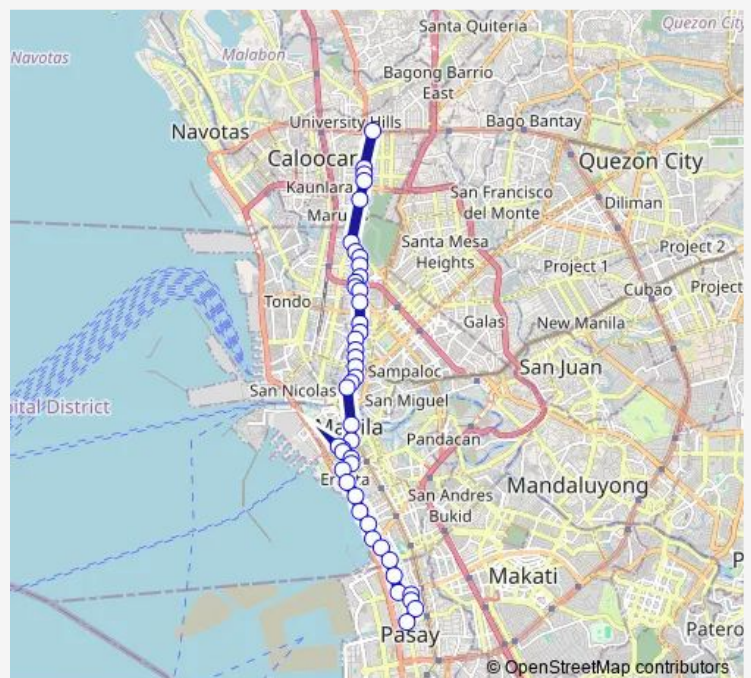 Santa Quiteria
Quezon City
Navotas
Malabon
Bagong Barrio
East
University Hills
Bago Bantay
Navotas
Caloocan
Quezon City
Kaunlara
San Francisco
del Monte
Diliman
Maru
Santa Mesa
Heights
Project 2
Project 1
Cubao
Project
Tondo
Galas
New Manila
San Juan
Sampaloc
San Nicolas
San Miguel
pital District
Manila
Pandacan
Mandaluyong
San Andres
Bukid
Makati
Patero
Pasay
P
© OpenStreetMap contributors